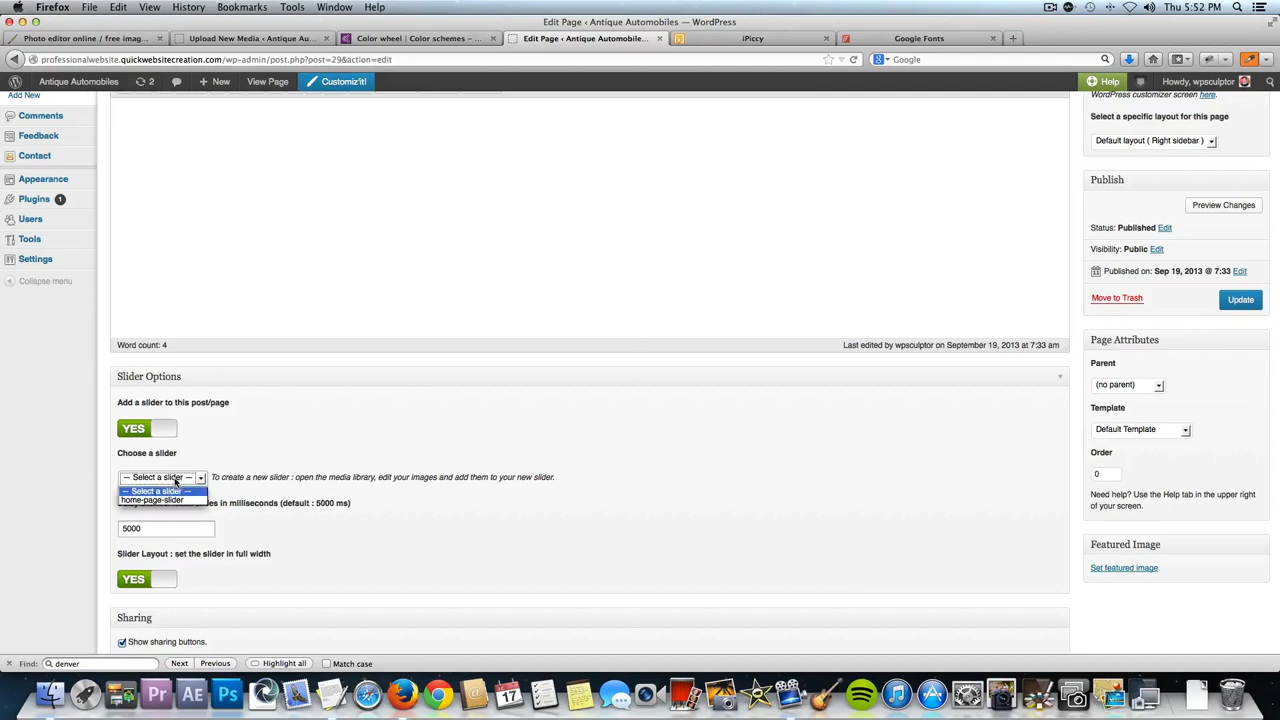 Firefox File Edit View History Bookmarks Tools Window Help Thu 5:52 PM
Edit Page ‹ Antique Automobiles — WordPress
Photo editor online / free imag... Upload New Media ‹ Antique Au... Color wheel | Color schemes - ... Edit Page ‹ Antique Automobile... iPiccy Google Fonts
professionalwebsite.quickwebsitecreation.com/wp-admin/post.php?post=29&action=edit Google
Antique Automobiles 2 + New View Page Customiz'it! Help Howdy, wpsculptor
Add New
Comments
Feedback
Contact
Appearance
Plugins 1
Users
Tools
Settings
Collapse menu
Word count: 4 Last edited by wpsculptor on September 19, 2013 at 7:33 am
Slider Options
Add a slider to this post/page
YES
Choose a slider
— Select a slider — To create a new slider : open the media library, edit your images and add them to your new slider.
— Select a slider —
home-page-slider
in milliseconds (default : 5000 ms)
5000
Slider Layout : set the slider in full width
YES
Sharing
Show sharing buttons.
WordPress customizer screen here.
Select a specific layout for this page
Default layout ( Right sidebar )
Publish
Preview Changes
Status: Published Edit
Visibility: Public Edit
Published on: Sep 19, 2013 @ 7:33 Edit
Move to Trash Update
Page Attributes
Parent
(no parent)
Template
Default Template
Order
0
Need help? Use the Help tab in the upper right
of your screen.
Featured Image
Set featured image
Find: denver Next Previous Highlight all Match case
Pr Ae Ps 17